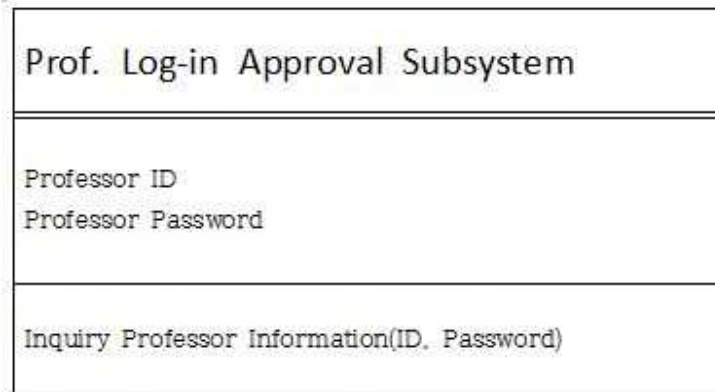 Prof. Log-in Approval Subsystem
Professor ID
Professor Password
Inquiry Professor Information(ID, Password)